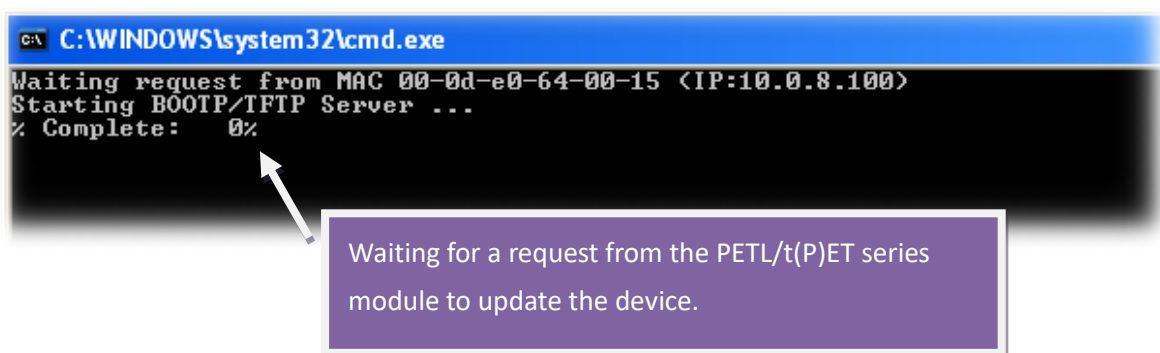 C:\WINDOWS\system32\cmd.exe
Waiting request from MAC 00-0d-e0-64-00-15 (IP:10.0.8.100)
Starting BOOTP/TFTP Server ...
% Complete:   0%
Waiting for a request from the PETL/t(P)ET series
module to update the device.